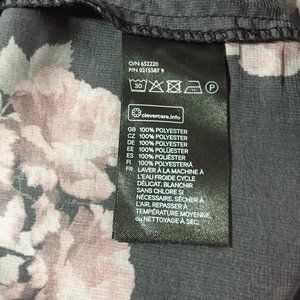 O/N 652220
P/N 0215587 9
30 P
clevercare.info
GB 100% POLYESTER
CZ 100% POLYESTER
DE 100% POLYESTER
EE 100% POLÜESTER
ES 100% POLIÉSTER
FI 100% POLYESTERIÄ
FR LAVER À LA MACHINE À
L'EAU FROIDE CYCLE
DÉLICAT. BLANCHIR
SANS CHLORE SI
NÉCESSAIRE. SÉCHER À
L'AIR. REPASSER À
TEMPÉRATURE MOYENNE.
ou NETTOYAGE À SEC.